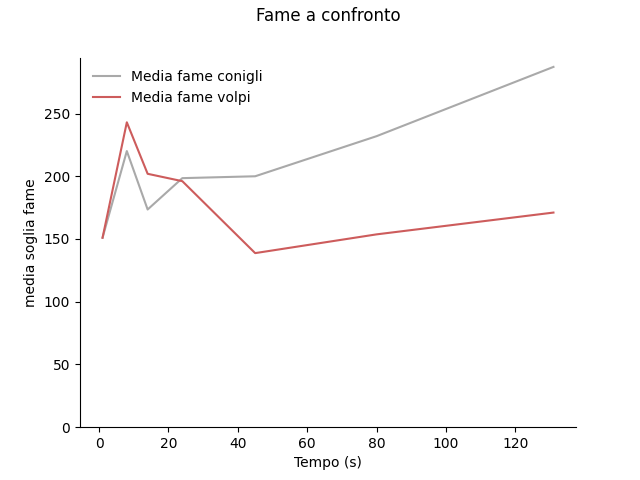 Fame a confronto
Media fame conigli
Media fame volpi
media soglia fame
250
200
150
100
50
0
0 20 40 60 80 100 120
Tempo (s)